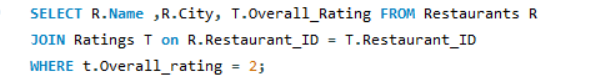 SELECT R.Name ,R.City, T.Overall_Rating FROM Restaurants R
JOIN Ratings T on R.Restaurant_ID = T.Restaurant_ID
WHERE t.Overall_rating = 2;